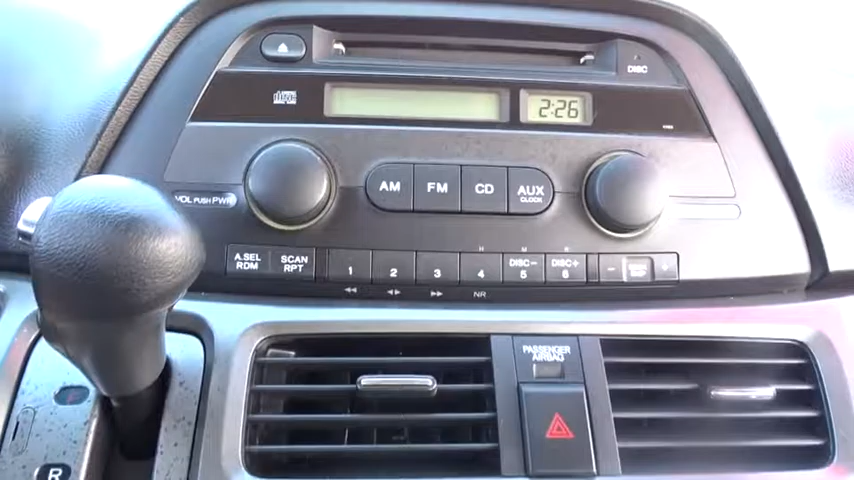 DISC
2:26
VOL PUSH PWR
AM FM CD AUX
CLOCK
H M R
A.SEL SCAN 1 2 3 4 DISC− DISC+ − +
RDM RPT 5 6
NR
PASSENGER
AIRBAG
R